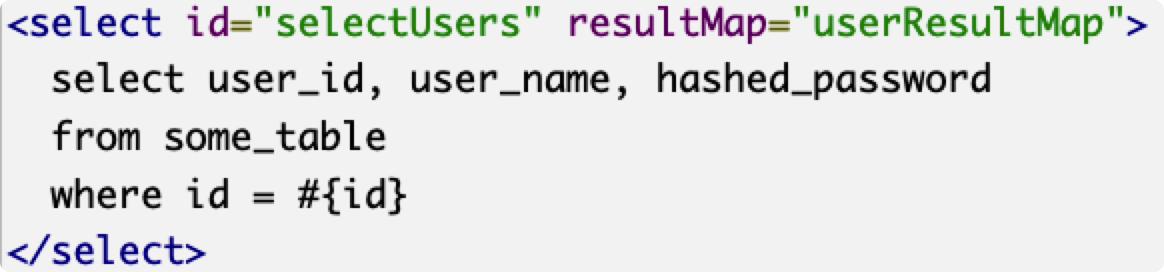 <select id="selectUsers" resultMap="userResultMap">
  select user_id, user_name, hashed_password
  from some_table
  where id = #{id}
</select>